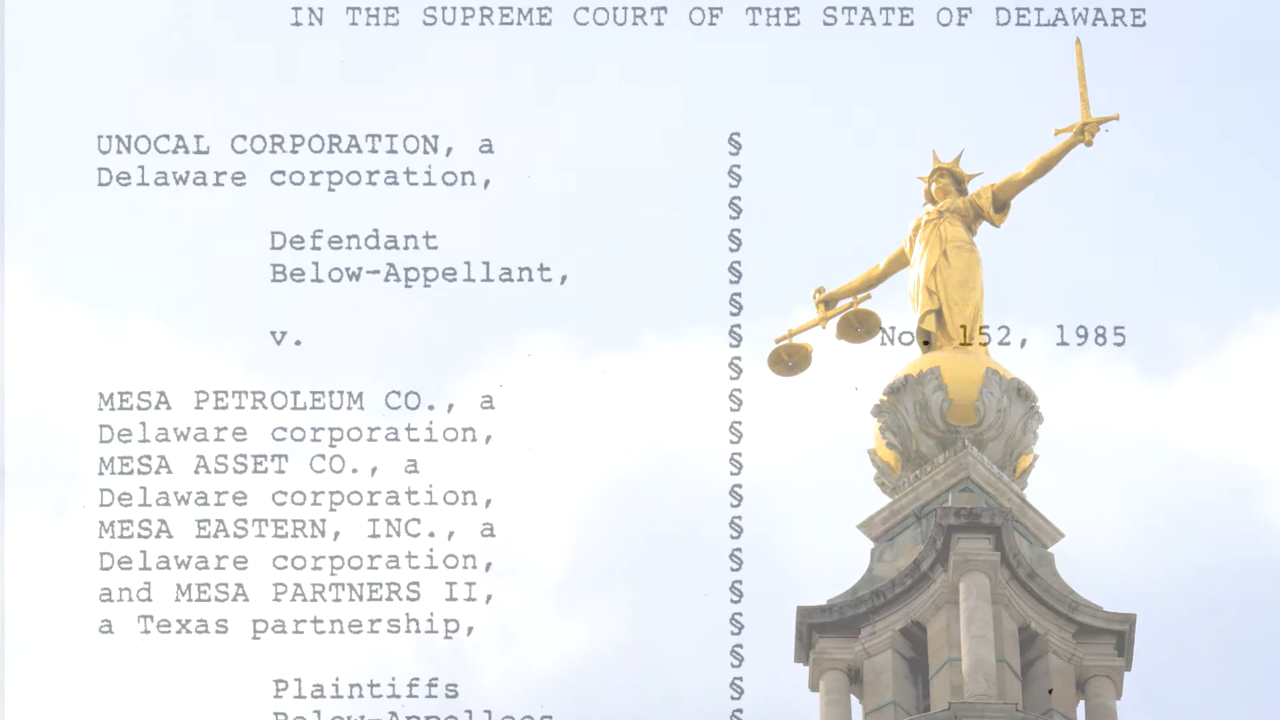 IN THE SUPREME COURT OF THE STATE OF DELAWARE
UNOCAL CORPORATION, a §
Delaware corporation, §
§
Defendant §
Below-Appellant, §
§
v. § No. 152, 1985
§
MESA PETROLEUM CO., a §
Delaware corporation, §
MESA ASSET CO., a §
Delaware corporation, §
MESA EASTERN, INC., a §
Delaware corporation, §
and MESA PARTNERS II, §
a Texas partnership, §
§
Plaintiffs §
Below-Appellees §